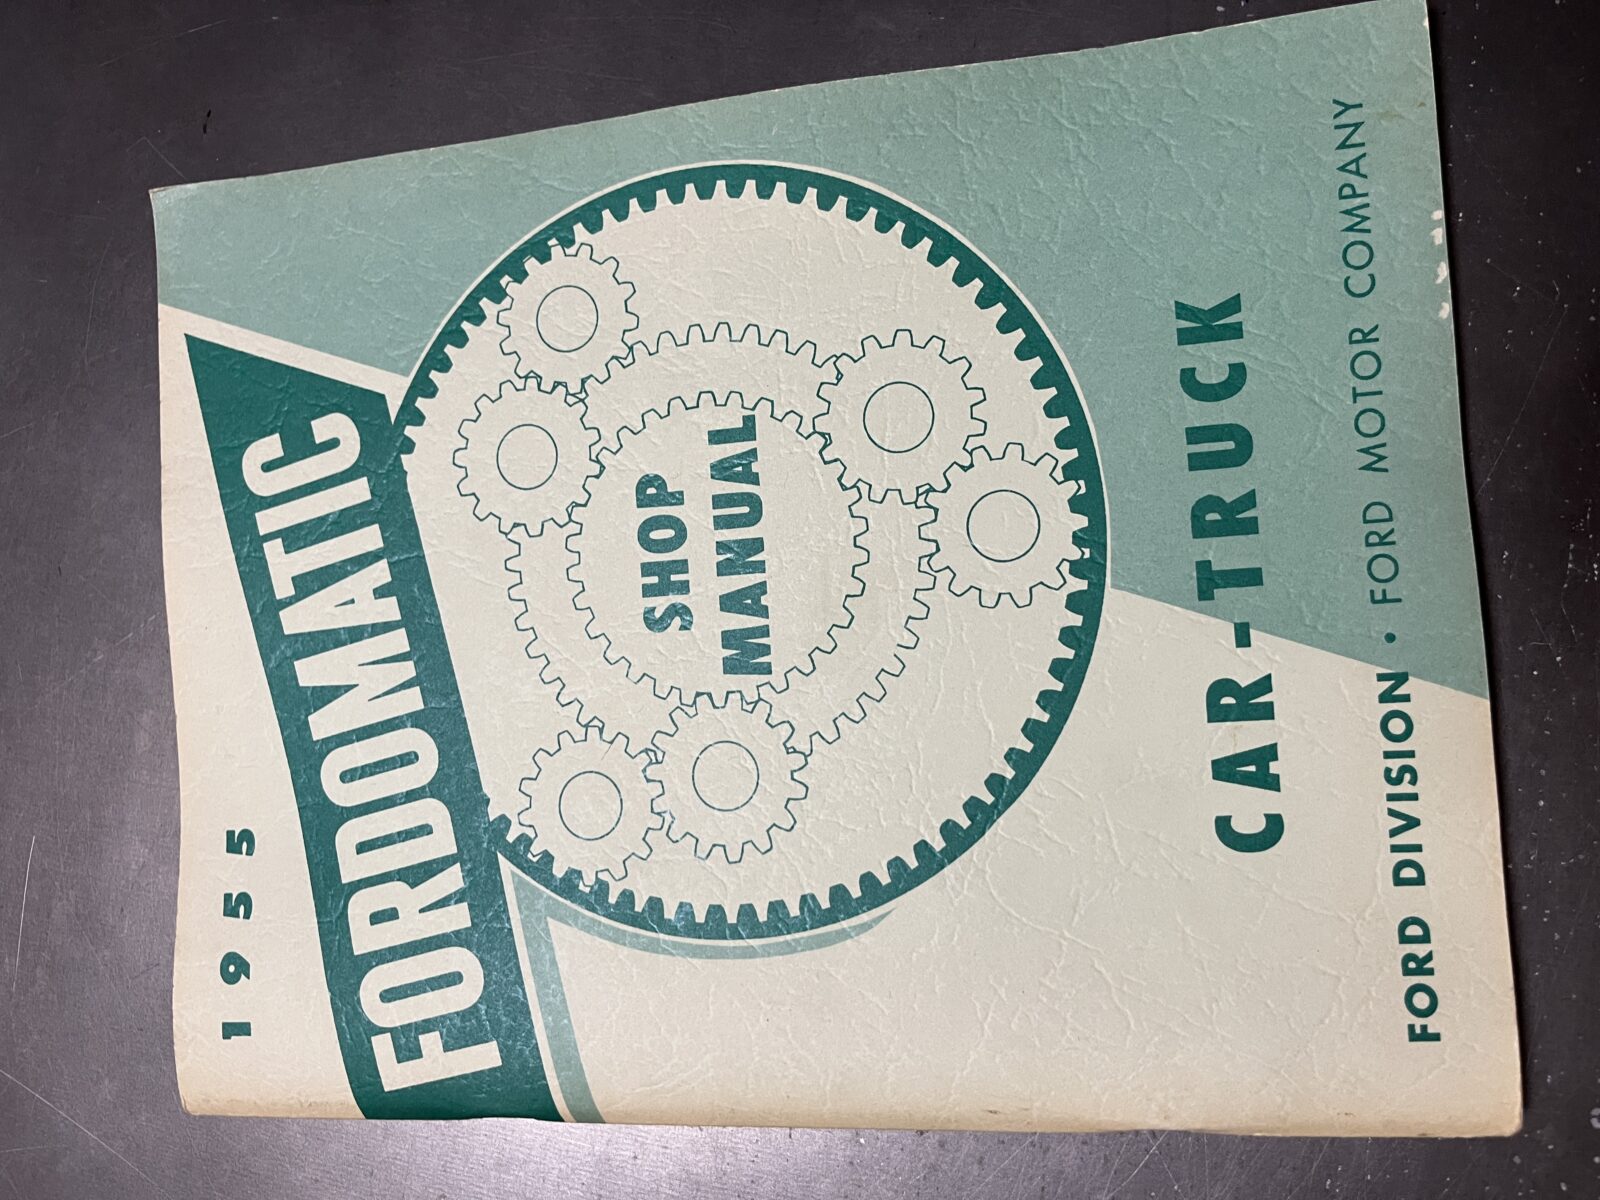 1955
FORDOMATIC
SHOP
MANUAL
CAR-TRUCK
FORD DIVISION • FORD MOTOR COMPANY